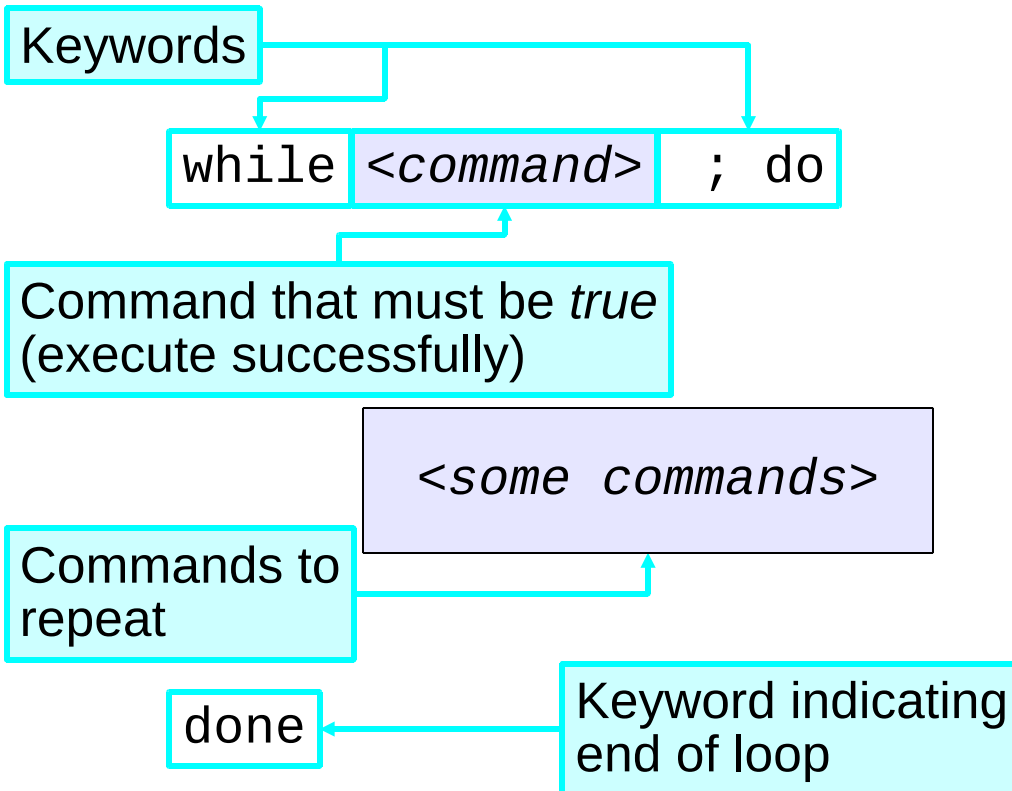 Keywords
while <command> ; do
Command that must be true
(execute successfully)
<some commands>
Commands to
repeat
done
Keyword indicating
end of loop